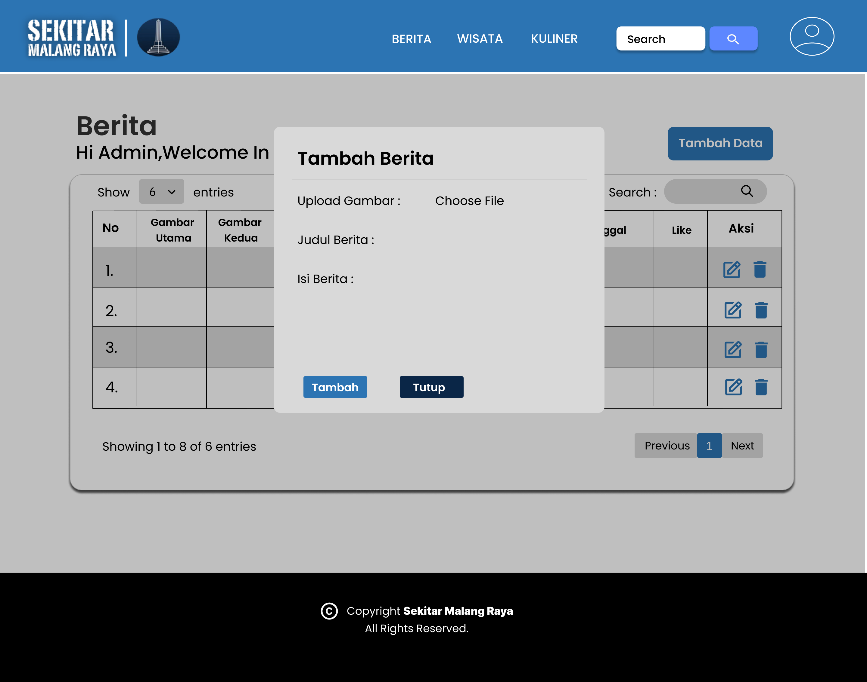 SEKITAR
MALANG RAYA
BERITA WISATA KULINER Search
Berita
Hi Admin,Welcome In
Tambah Data
Show 6 entries
Search :
No Gambar Utama Gambar Kedua ggal Like Aksi
1.
2.
3.
4.
Tambah Berita
Upload Gambar : Choose File
Judul Berita :
Isi Berita :
Tambah Tutup
Showing 1 to 8 of 6 entries
Previous 1 Next
© Copyright Sekitar Malang Raya
All Rights Reserved.